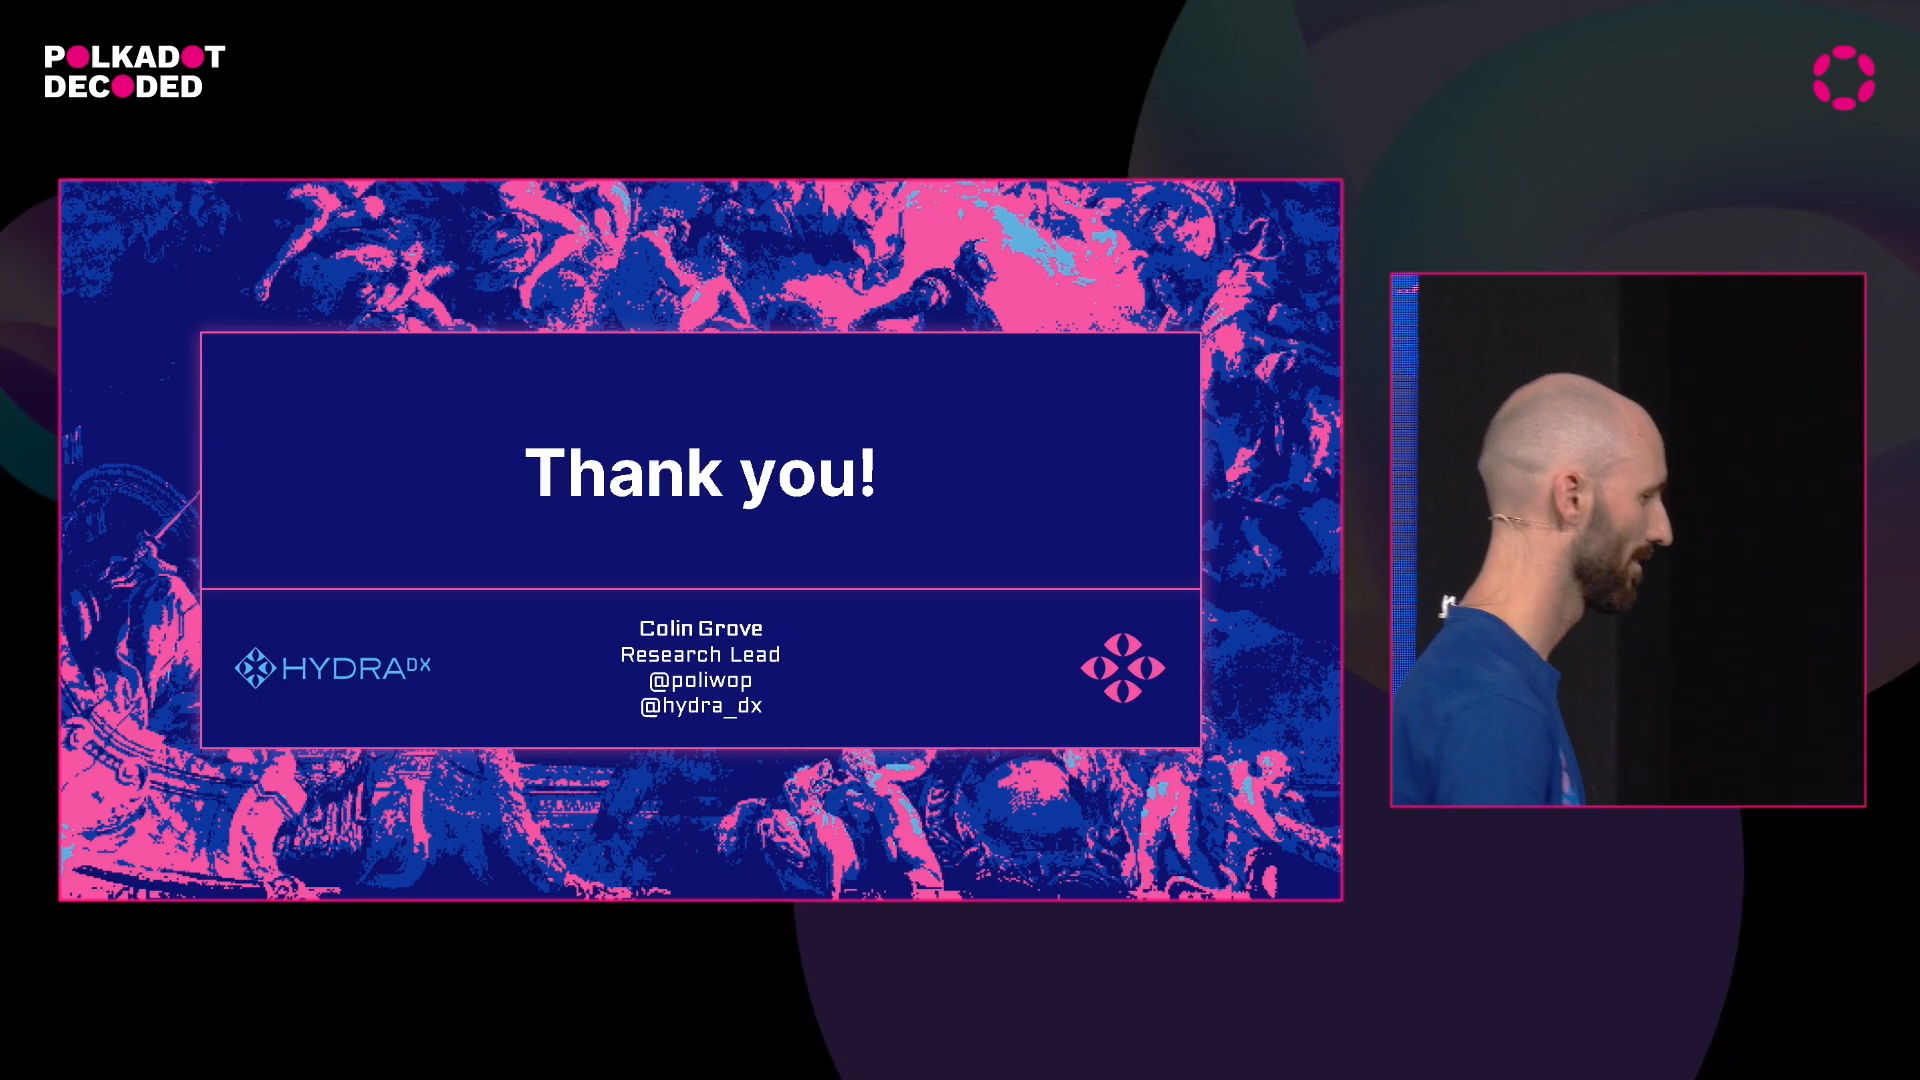 POLKADOT
DECODED
Thank you!
Colin Grove
Research Lead
@poliwop
@hydra_dx
HYDRADX